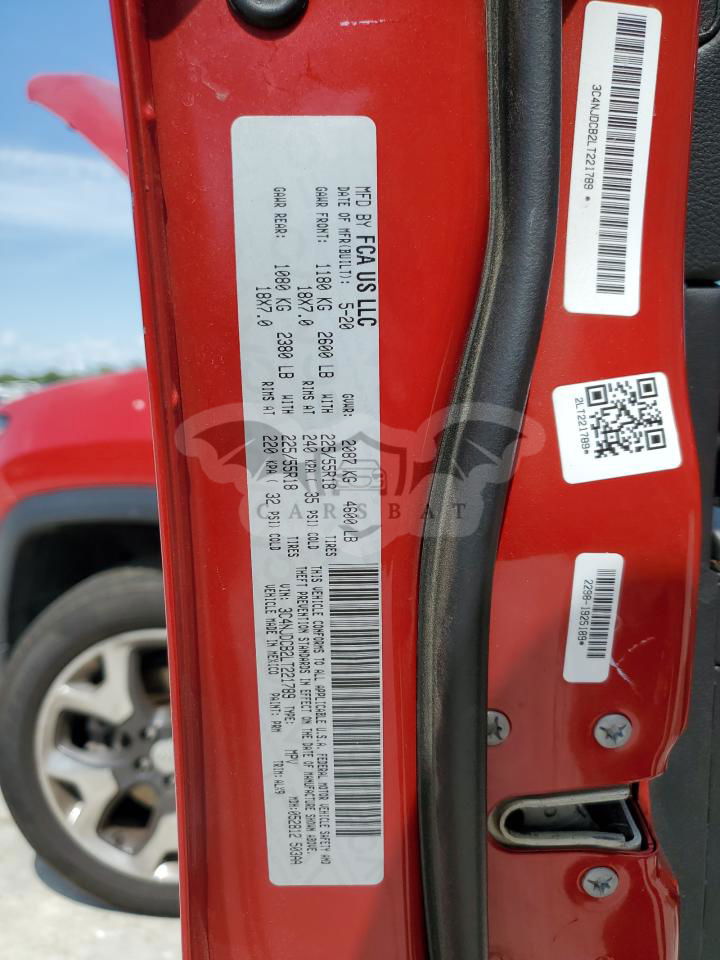 MFD BY FCA US LLC
DATE OF MFR(BUILT): 5-20 GVWR: 2087 KG 4600 LB
GAWR FRONT: 1180 KG 2600 LB WITH 225/55R18 TIRES
18X7.0 RIMS AT 240 KPA( 35 PSI) COLD
GAWR REAR: 1080 KG 2380 LB WITH 225/55R18 TIRES
18X7.0 RIMS AT 220 KPA( 32 PSI) COLD
THIS VEHICLE CONFORMS TO ALL APPLICABLE U.S.A. FEDERAL MOTOR VEHICLE SAFETY AND
THEFT PREVENTION STANDARDS IN EFFECT ON THE DATE OF MANUFACTURE SHOWN ABOVE.
VIN: 3C4NJDCB2LT221789 TYPE: MPV MDH:052812 503AA
VEHICLE MADE IN MEXICO PAINT: PRM TRIM: ALX9
3C4NJDCB2LT221789 *
2LT221789*
2298-1925189*
CARSBAT